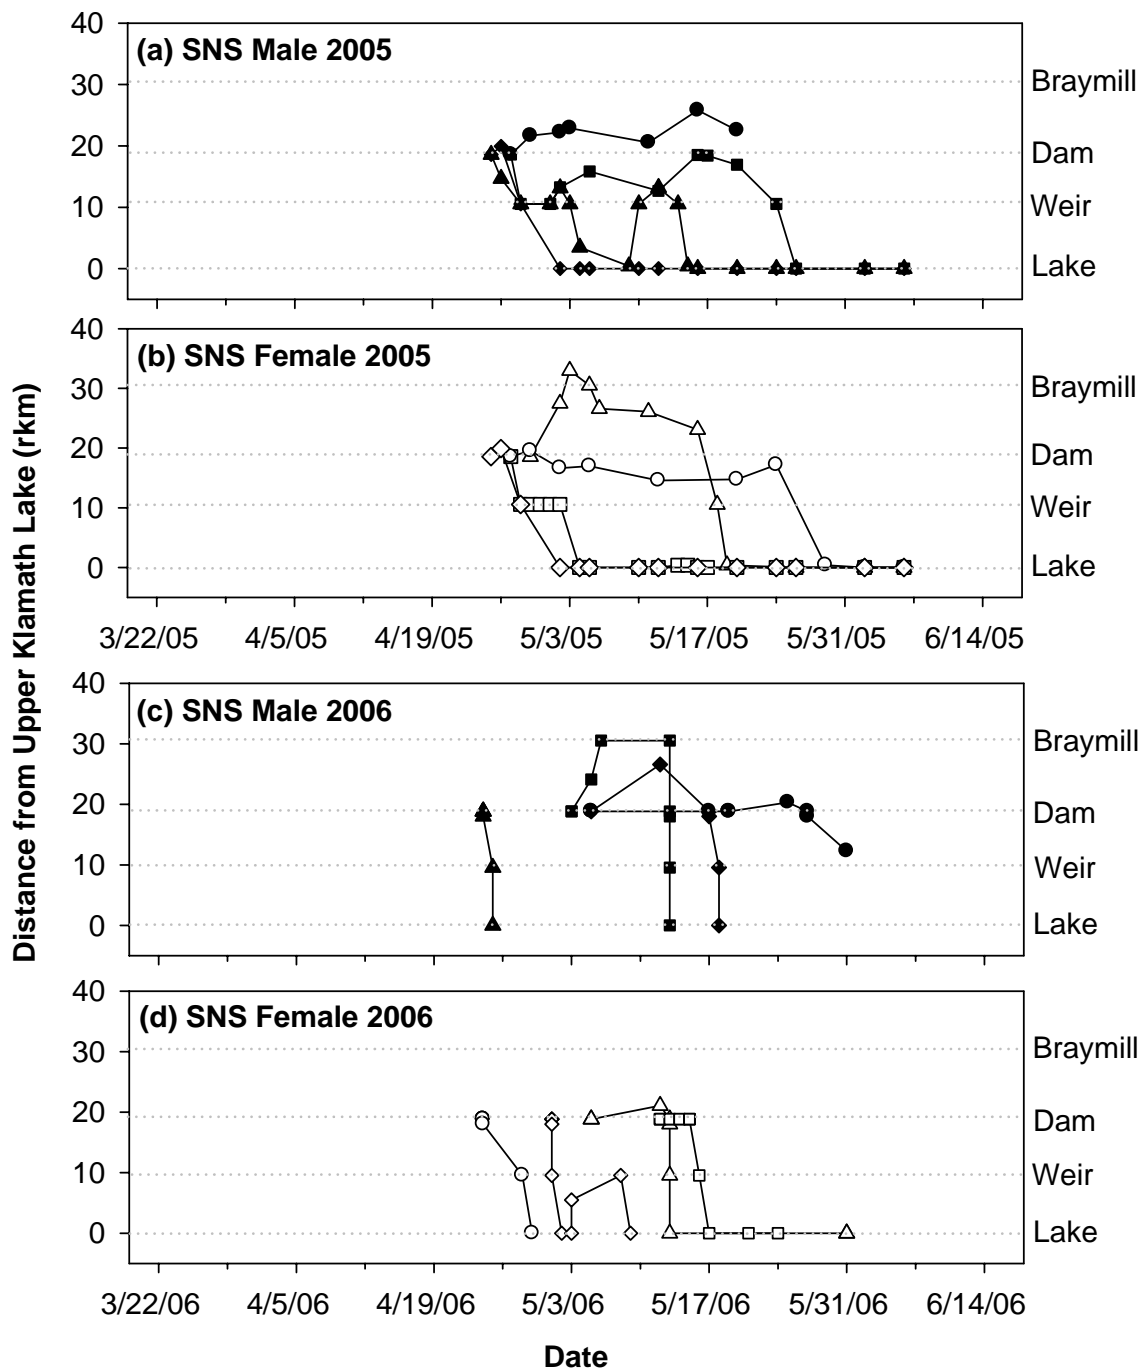 Distance from Upper Klamath Lake (rkm)
(a) SNS Male 2005
40
30
20
10
0
Braymill
Dam
Weir
Lake
(b) SNS Female 2005
40
30
20
10
0
Braymill
Dam
Weir
Lake
3/22/05 4/5/05 4/19/05 5/3/05 5/17/05 5/31/05 6/14/05
(c) SNS Male 2006
40
30
20
10
0
Braymill
Dam
Weir
Lake
(d) SNS Female 2006
40
30
20
10
0
Braymill
Dam
Weir
Lake
3/22/06 4/5/06 4/19/06 5/3/06 5/17/06 5/31/06 6/14/06
Date